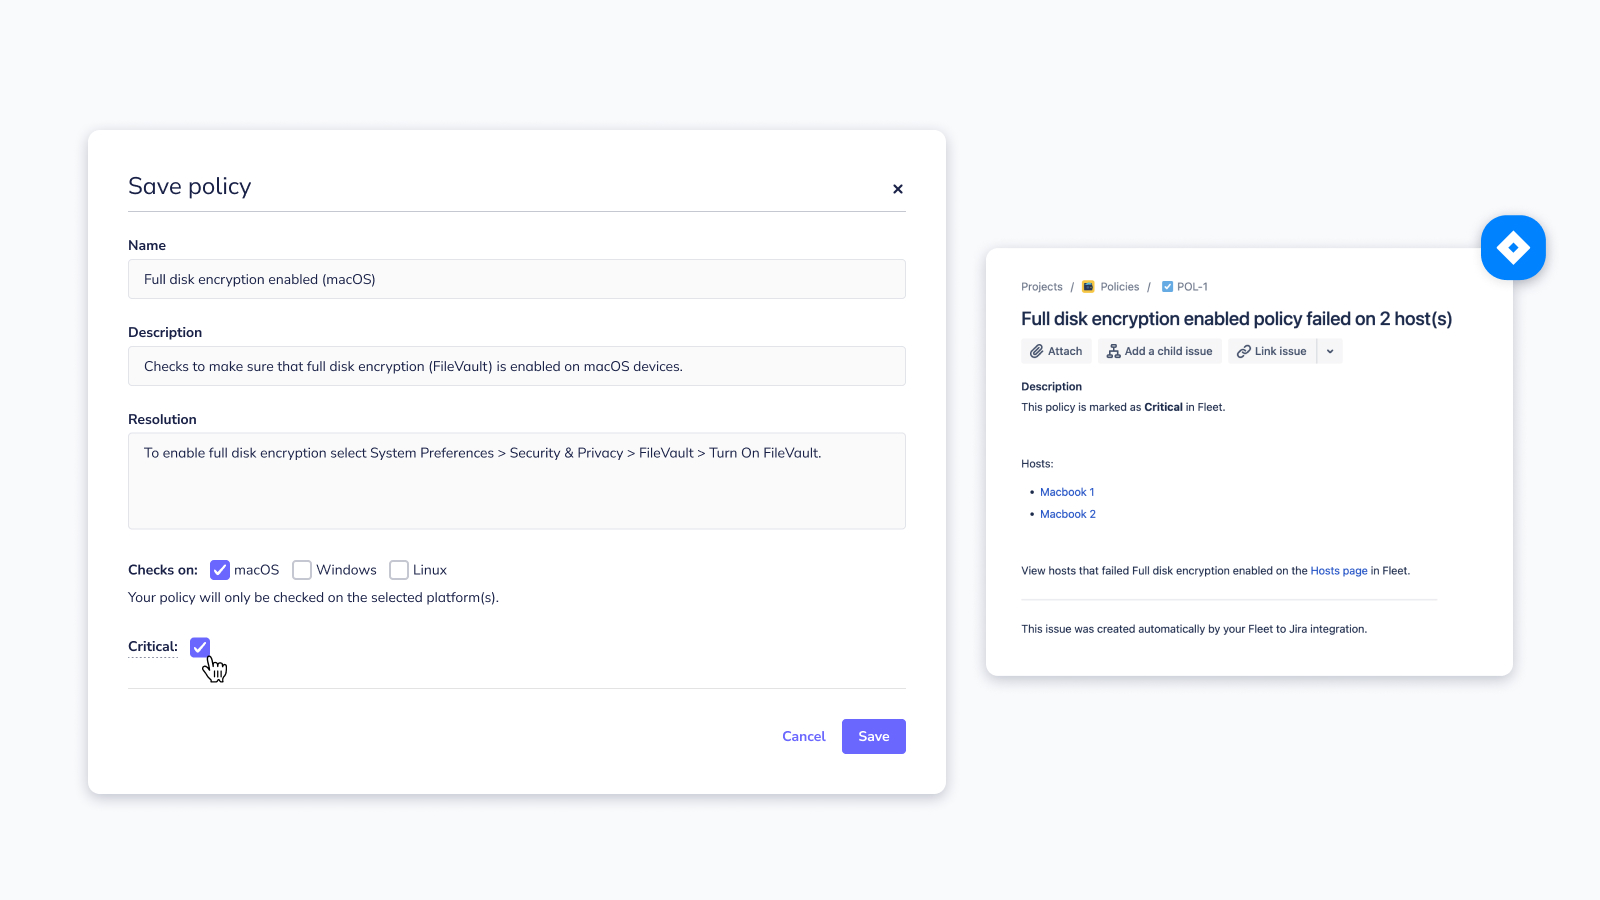 Save policy
Name
Full disk encryption enabled (macOS)
Description
Checks to make sure that full disk encryption (FileVault) is enabled on macOS devices.
Resolution
To enable full disk encryption select System Preferences > Security & Privacy > FileVault > Turn On FileVault.
Checks on: macOS Windows Linux
Your policy will only be checked on the selected platform(s).
Critical:
Cancel Save
Projects / Policies / POL-1
Full disk encryption enabled policy failed on 2 host(s)
Attach Add a child issue Link issue
Description
This policy is marked as Critical in Fleet.
Hosts:
• Macbook 1
• Macbook 2
View hosts that failed Full disk encryption enabled on the Hosts page in Fleet.
This issue was created automatically by your Fleet to Jira integration.